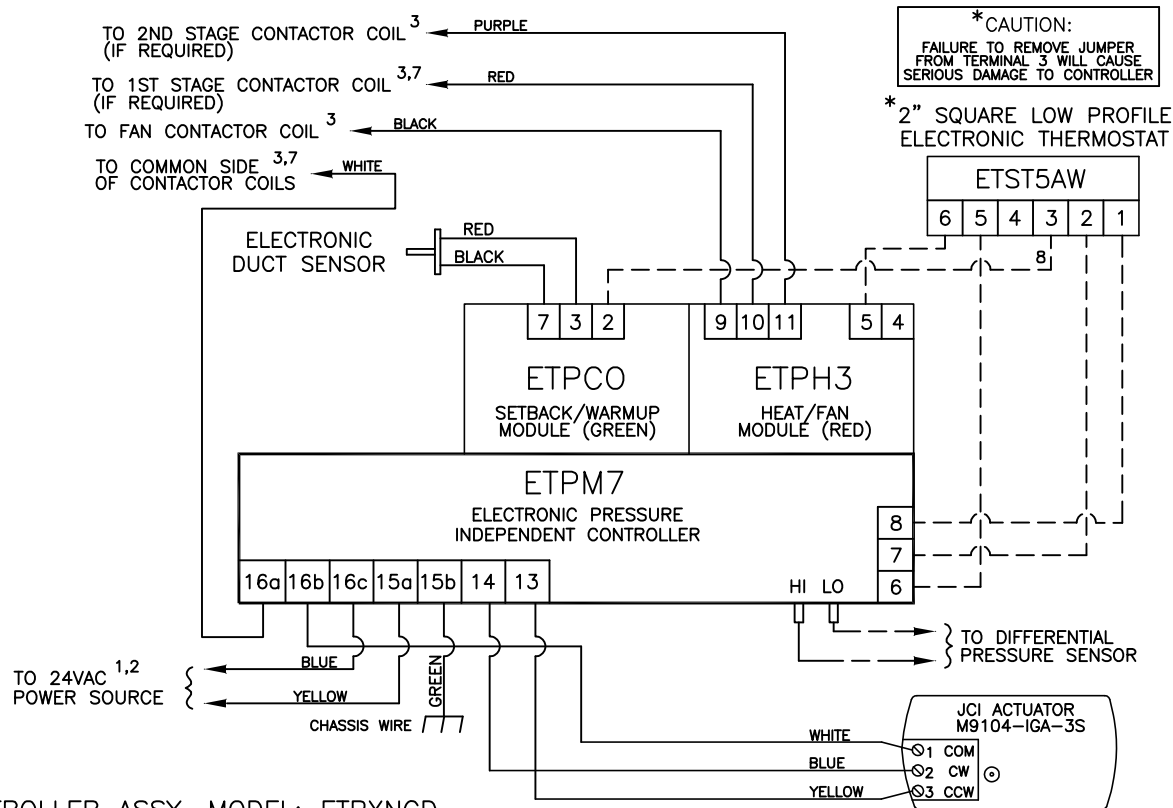 TO 2ND STAGE CONTACTOR COIL 3
(IF REQUIRED)
PURPLE
TO 1ST STAGE CONTACTOR COIL 3,7
(IF REQUIRED)
RED
TO FAN CONTACTOR COIL 3
BLACK
TO COMMON SIDE 3,7
OF CONTACTOR COILS
WHITE
*CAUTION:
FAILURE TO REMOVE JUMPER
FROM TERMINAL 3 WILL CAUSE
SERIOUS DAMAGE TO CONTROLLER
*2" SQUARE LOW PROFILE
ELECTRONIC THERMOSTAT
ETST5AW
6 5 4 3 2 1
8
ELECTRONIC
DUCT SENSOR
RED
BLACK
7 3 2
9 10 11
5 4
ETPCO
SETBACK/WARMUP
MODULE (GREEN)
ETPH3
HEAT/FAN
MODULE (RED)
ETPM7
ELECTRONIC PRESSURE
INDEPENDENT CONTROLLER
8
7
6
16a 16b 16c 15a 15b 14 13
HI LO
TO DIFFERENTIAL
PRESSURE SENSOR
TO 24VAC 1,2
POWER SOURCE
BLUE
YELLOW
GREEN
CHASSIS WIRE
JCI ACTUATOR
M9104-IGA-3S
WHITE
1 COM
BLUE
2 CW
YELLOW
3 CCW